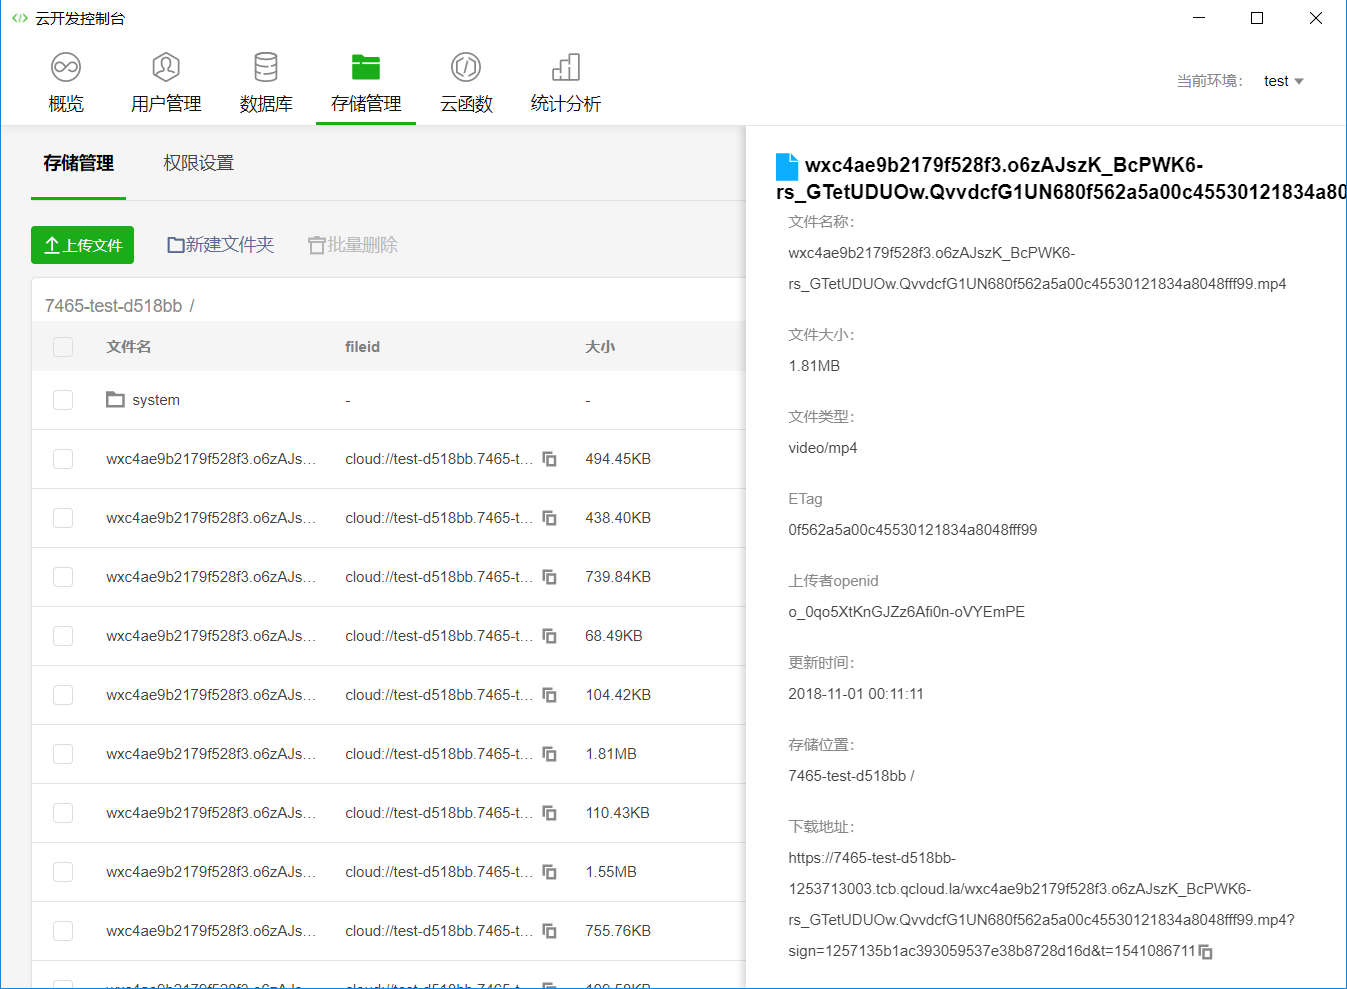 云开发控制台
概览
用户管理
数据库
存储管理
云函数
统计分析
当前环境：
test
存储管理
权限设置
上传文件
新建文件夹
批量删除
7465-test-d518bb /
文件名
fileid
大小
system
-
-
wxc4ae9b2179f528f3.o6zAJs...
cloud://test-d518bb.7465-t...
494.45KB
wxc4ae9b2179f528f3.o6zAJs...
cloud://test-d518bb.7465-t...
438.40KB
wxc4ae9b2179f528f3.o6zAJs...
cloud://test-d518bb.7465-t...
739.84KB
wxc4ae9b2179f528f3.o6zAJs...
cloud://test-d518bb.7465-t...
68.49KB
wxc4ae9b2179f528f3.o6zAJs...
cloud://test-d518bb.7465-t...
104.42KB
wxc4ae9b2179f528f3.o6zAJs...
cloud://test-d518bb.7465-t...
1.81MB
wxc4ae9b2179f528f3.o6zAJs...
cloud://test-d518bb.7465-t...
110.43KB
wxc4ae9b2179f528f3.o6zAJs...
cloud://test-d518bb.7465-t...
1.55MB
wxc4ae9b2179f528f3.o6zAJs...
cloud://test-d518bb.7465-t...
755.76KB
wxc4ae9b2179f528f3.o6zAJszK_BcPWK6-
rs_GTetUDUOw.QvvdcfG1UN680f562a5a00c45530121834a80
文件名称：
wxc4ae9b2179f528f3.o6zAJszK_BcPWK6-
rs_GTetUDUOw.QvvdcfG1UN680f562a5a00c45530121834a8048fff99.mp4
文件大小：
1.81MB
文件类型：
video/mp4
ETag
0f562a5a00c45530121834a8048fff99
上传者openid
o_0qo5XtKnGJZz6Afi0n-oVYEmPE
更新时间：
2018-11-01 00:11:11
存储位置：
7465-test-d518bb /
下载地址：
https://7465-test-d518bb-
1253713003.tcb.qcloud.la/wxc4ae9b2179f528f3.o6zAJszK_BcPWK6-
rs_GTetUDUOw.QvvdcfG1UN680f562a5a00c45530121834a8048fff99.mp4?
sign=1257135b1ac393059537e38b8728d16d&t=1541086711